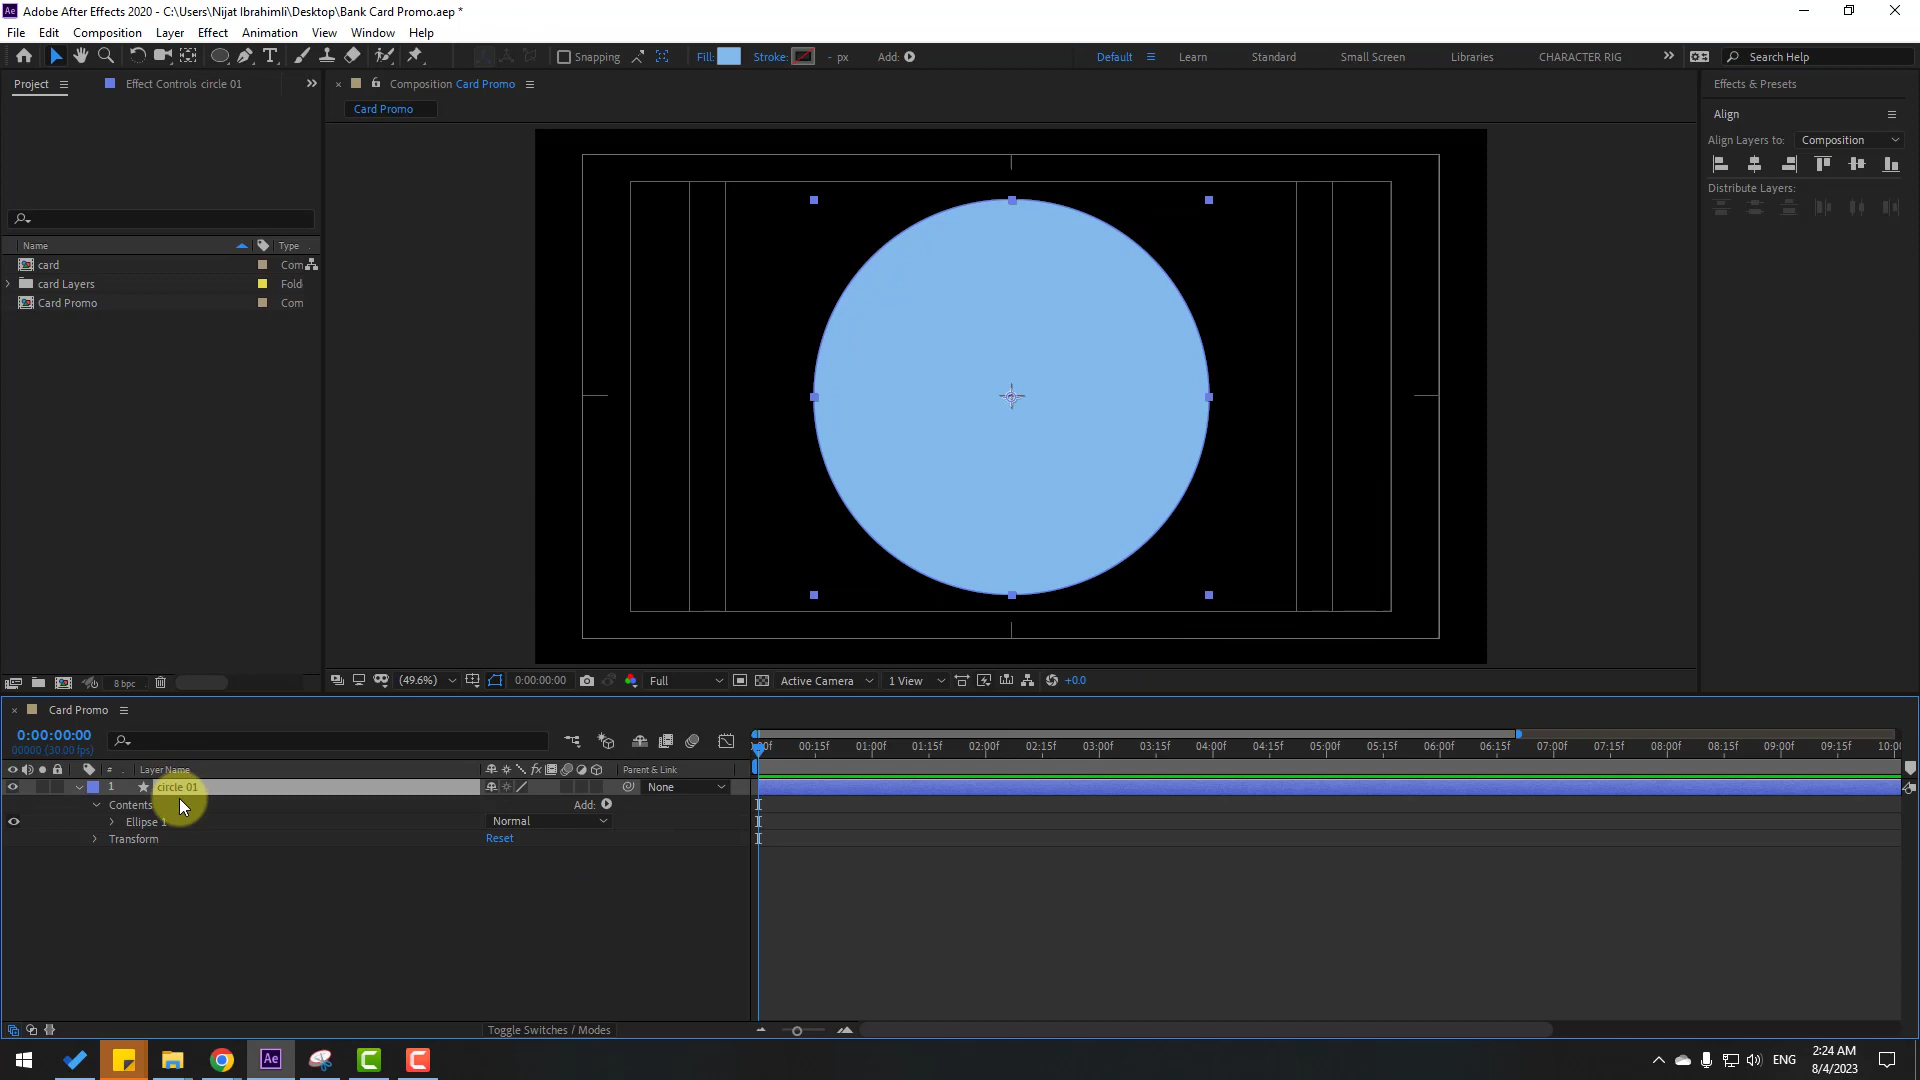 Adobe After Effects 2020 - C:\Users\Nijat Ibrahimli\Desktop\Bank Card Promo.aep *
File Edit Composition Layer Effect Animation View Window Help
Snapping Fill: Stroke: - px Add: Default Learn Standard Small Screen Libraries CHARACTER RIG Search Help
Project Effect Controls circle 01 Composition Card Promo Effects & Presets
Card Promo
Align
Align Layers to: Composition
Distribute Layers:
Name Type
card Com
card Layers Fold
Card Promo Com
8 bpc (49.6%) 0:00:00:00 Full Active Camera 1 View +0.0
Card Promo
0:00:00:00
00000 (30.00 fps)
00f 00:15f 01:00f 01:15f 02:00f 02:15f 03:00f 03:15f 04:00f 04:15f 05:00f 05:15f 06:00f 06:15f 07:00f 07:15f 08:00f 08:15f 09:00f 09:15f 10:00
# . Layer Name Parent & Link
1 circle 01 None
Contents Add:
Ellipse 1 Normal
Transform Reset
Toggle Switches / Modes
Ae ENG 2:24 AM
8/4/2023